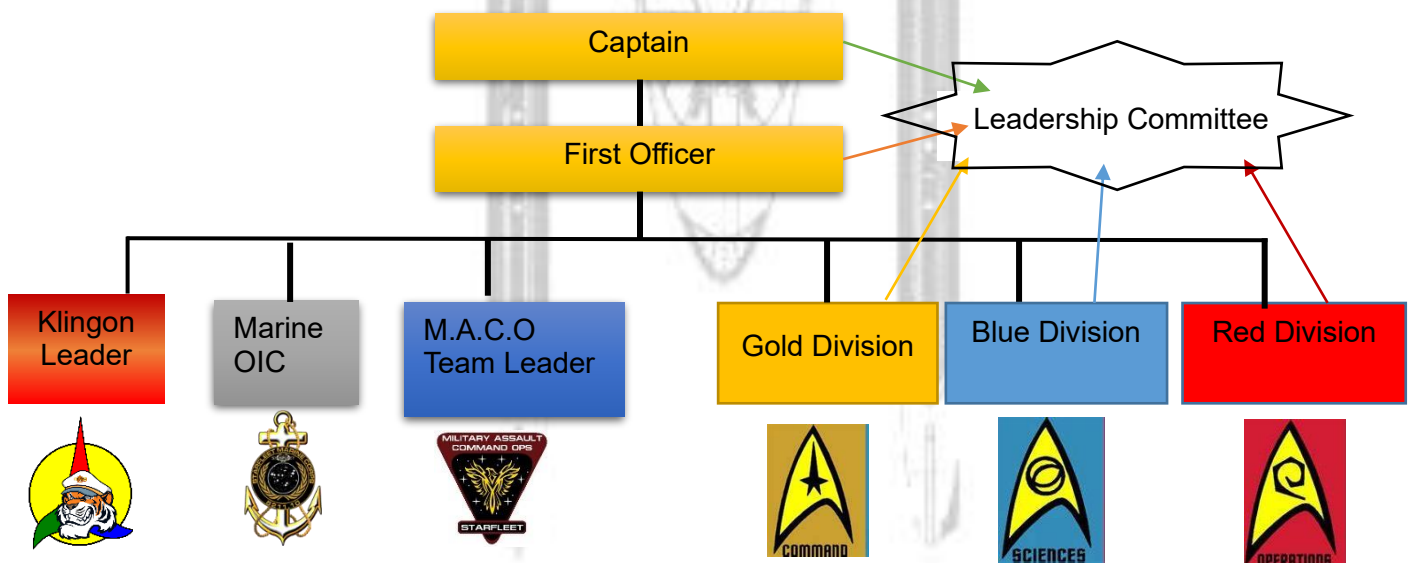 Captain
Leadership Committee
First Officer
Klingon
Leader
Marine
OIC
M.A.C.O
Team Leader
Gold Division
Blue Division
Red Division
MILITARY ASSAULT
COMMAND OPS
STARFLEET
COMMAND
SCIENCES
OPERATIONS